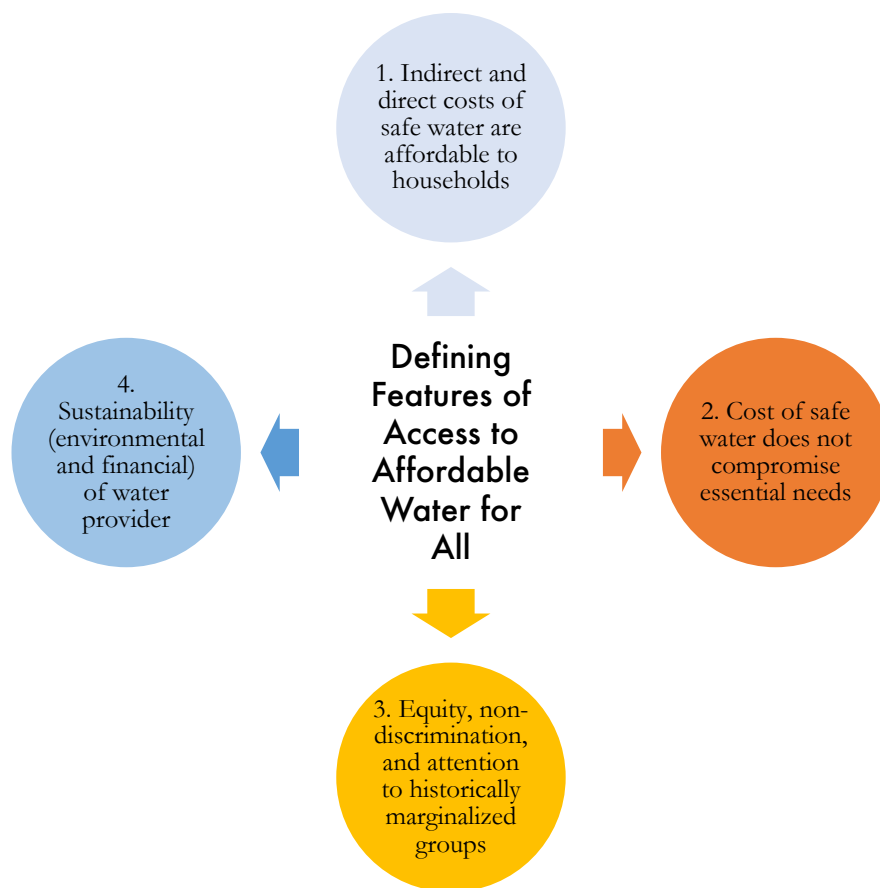 1. Indirect and
direct costs of
safe water are
affordable to
households
Defining
Features of
Access to
Affordable
Water for
All
2. Cost of safe
water does not
compromise
essential needs
3. Equity, non-
discrimination,
and attention
to historically
marginalized
groups
4.
Sustainability
(environmental
and financial)
of water
provider